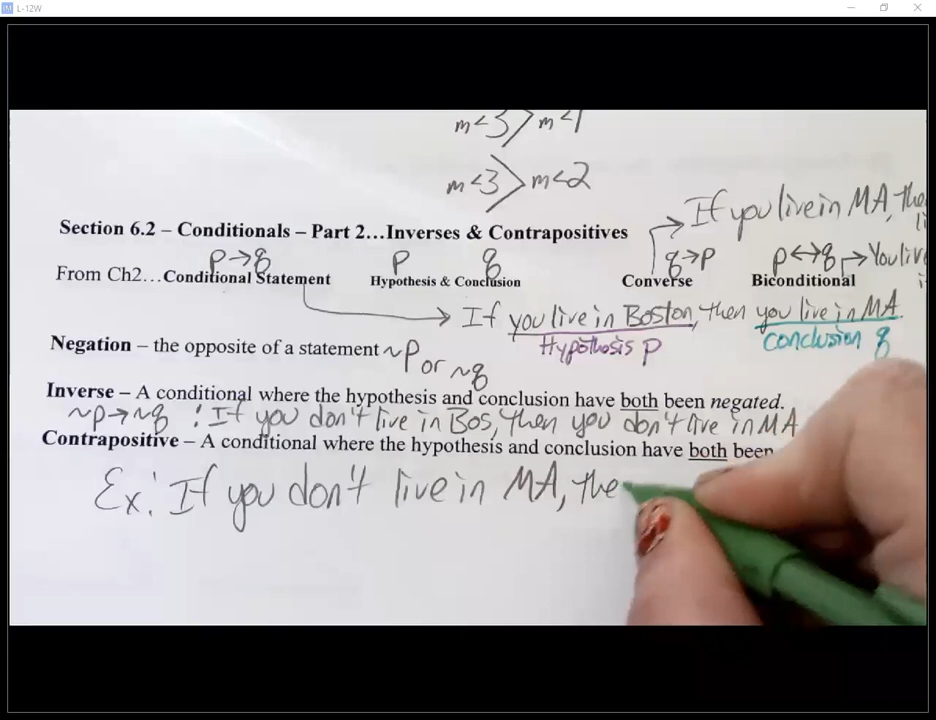 L-12W
m<3 > m<1
m<3 > m<2
If you live in MA, the
Section 6.2 – Conditionals – Part 2…Inverses & Contrapositives
p→q p q q→p p↔q → You live
From Ch2…Conditional Statement Hypothesis & Conclusion Converse Biconditional
If you live in Boston, then you live in MA.
Hypothesis p conclusion q
Negation – the opposite of a statement ~p or ~q
Inverse – A conditional where the hypothesis and conclusion have both been negated.
~p→~q : If you don't live in Bos, then you don't live in MA
Contrapositive – A conditional where the hypothesis and conclusion have both been
Ex: If you don't live in MA, the